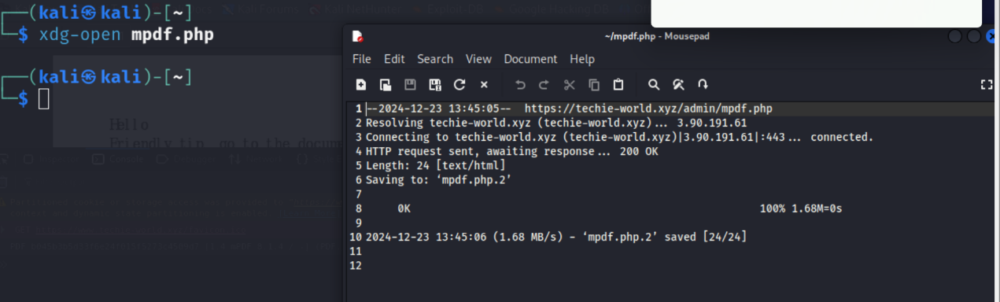 ┌──(kali㉿kali)-[~]
└─$ xdg-open mpdf.php
┌──(kali㉿kali)-[~]
└─$
Hello
Friendly tip, go to the docum
Console
~/mpdf.php - Mousepad
File Edit Search View Document Help
1 --2024-12-23 13:45:05--  https://techie-world.xyz/admin/mpdf.php
2 Resolving techie-world.xyz (techie-world.xyz)... 3.90.191.61
3 Connecting to techie-world.xyz (techie-world.xyz)|3.90.191.61|:443... connected.
4 HTTP request sent, awaiting response... 200 OK
5 Length: 24 [text/html]
6 Saving to: ‘mpdf.php.2’
7
8      0K                                                       100% 1.68M=0s
9
10 2024-12-23 13:45:06 (1.68 MB/s) - ‘mpdf.php.2’ saved [24/24]
11
12